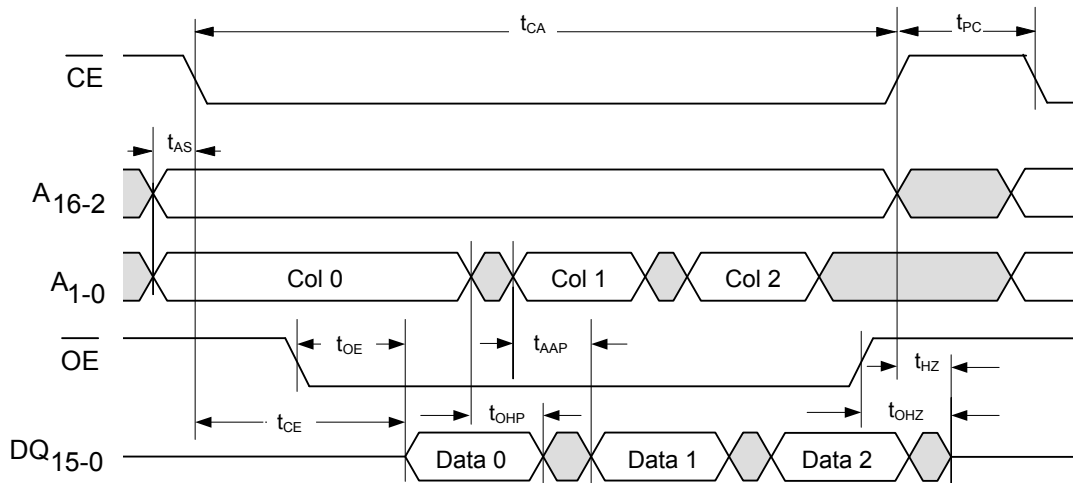 tCA
tPC
CE
tAS
A16-2
A1-0
Col 0
Col 1
Col 2
OE
tOE
tAAP
tHZ
tCE
tOHP
tOHZ
DQ15-0
Data 0
Data 1
Data 2